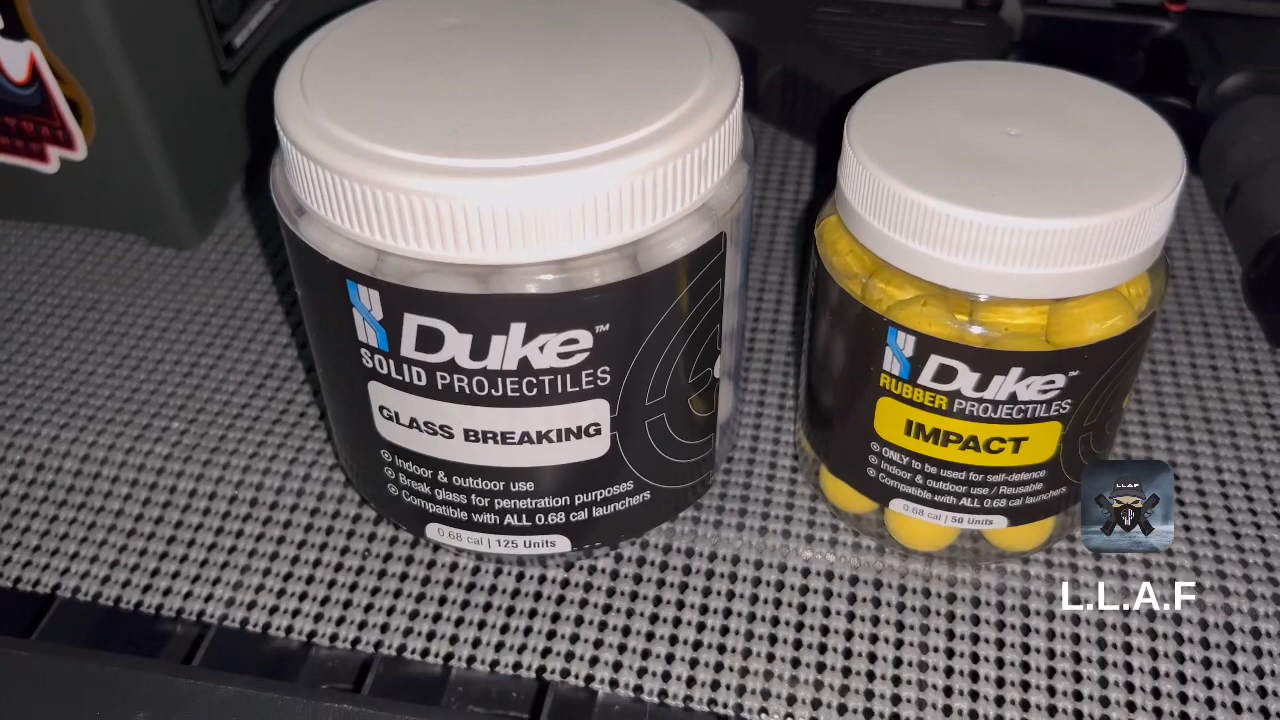 Duke™
SOLID PROJECTILES
GLASS BREAKING
Indoor & outdoor use
Break glass for penetration purposes
Compatible with ALL 0.68 cal launchers
0.68 cal | 125 Units
Duke™
RUBBER PROJECTILES
IMPACT
ONLY to be used for self-defence
Indoor & outdoor use / Reusable
Compatible with ALL 0.68 cal launchers
0.68 cal | 50 Units
LLAF
L.L.A.F